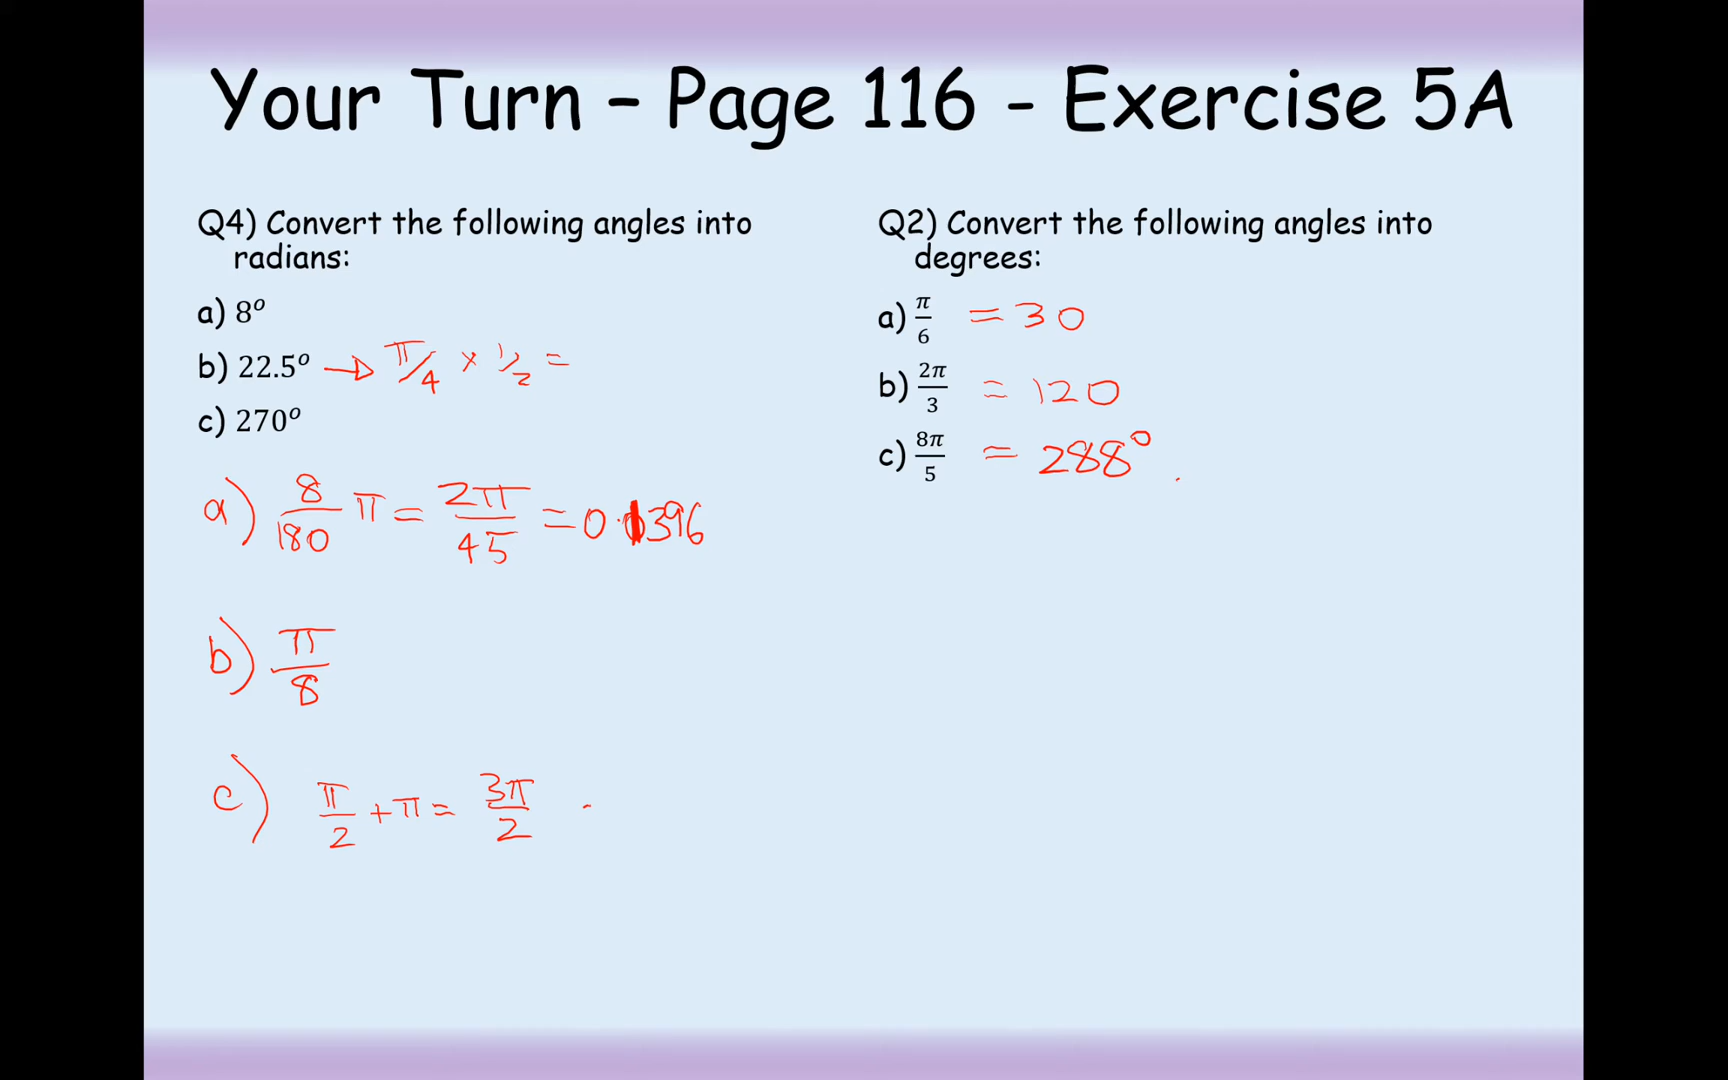 Your Turn – Page 116 - Exercise 5A
Q4) Convert the following angles into
radians:
a) 8°
b) 22.5° → π/4 × 1/2 =
c) 270°
a) 8/180 π = 2π/45 = 0.1396
b) π/8
c) π/2 + π = 3π/2
Q2) Convert the following angles into
degrees:
a) π/6 = 30
b) 2π/3 = 120
c) 8π/5 = 288°